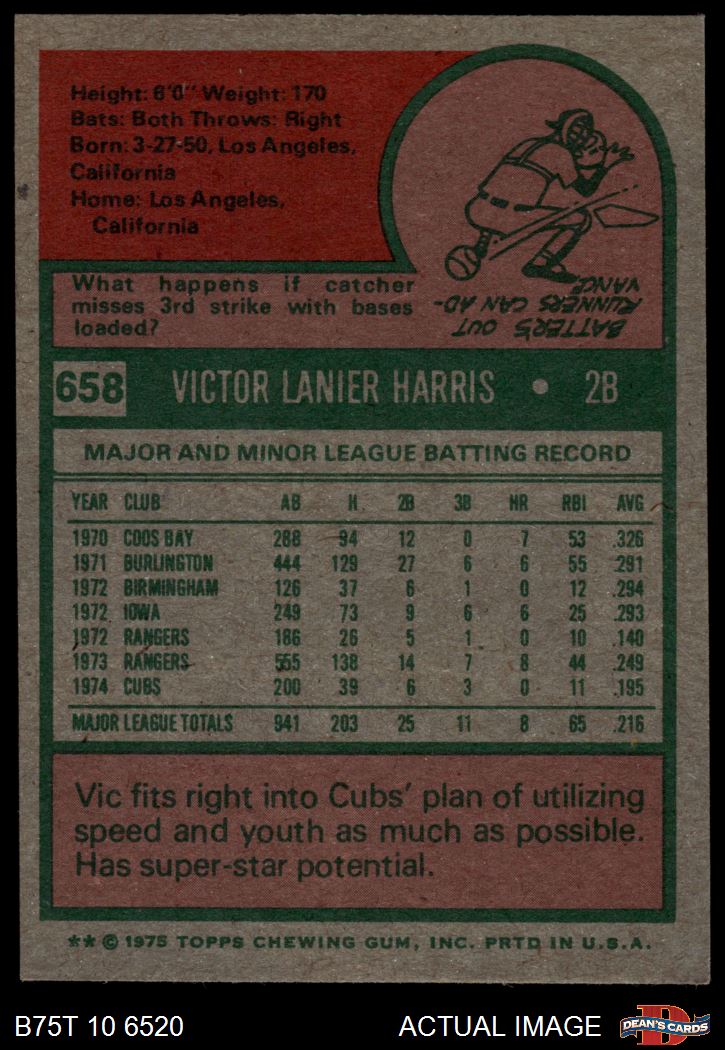 Height: 6'0" Weight: 170
Bats: Both Throws: Right
Born: 3-27-50, Los Angeles,
California
Home: Los Angeles,
California
What happens if catcher
misses 3rd strike with bases
loaded?
BATTER'S OUT
RUNNERS CAN AD-
VANCE.
658 VICTOR LANIER HARRIS • 2B
MAJOR AND MINOR LEAGUE BATTING RECORD
YEAR CLUB AB H 2B 3B HR RBI AVG
1970 COOS BAY 288 94 12 0 7 53 .326
1971 BURLINGTON 444 129 27 6 6 55 .291
1972 BIRMINGHAM 126 37 6 1 0 12 .294
1972 IOWA 249 73 9 6 6 25 .293
1972 RANGERS 186 26 5 1 0 10 .140
1973 RANGERS 555 138 14 7 8 44 .249
1974 CUBS 200 39 6 3 0 11 .195
MAJOR LEAGUE TOTALS 941 203 25 11 8 65 .216
Vic fits right into Cubs' plan of utilizing
speed and youth as much as possible.
Has super-star potential.
** © 1975 TOPPS CHEWING GUM, INC. PRTD IN U.S.A.
B75T 10 6520 ACTUAL IMAGE
DEAN'S CARDS